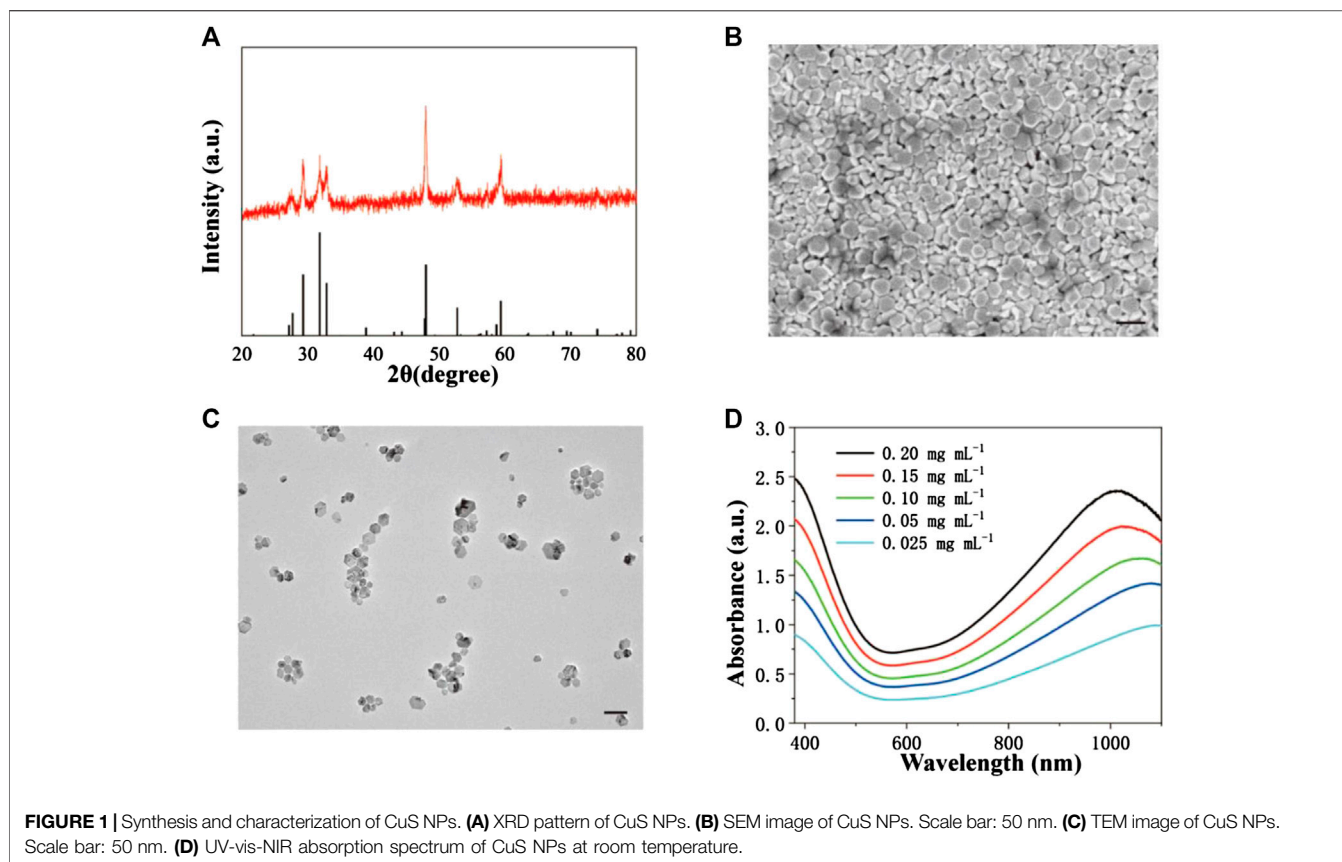 A
Intensity (a.u.)
20 30 40 50 60 70 80
2θ(degree)
B
C
D
Absorbance (a.u.)
3.0
2.5
2.0
1.5
1.0
0.5
0.0
0.20 mg mL⁻¹
0.15 mg mL⁻¹
0.10 mg mL⁻¹
0.05 mg mL⁻¹
0.025 mg mL⁻¹
400 600 800 1000
Wavelength (nm)
FIGURE 1 | Synthesis and characterization of CuS NPs. (A) XRD pattern of CuS NPs. (B) SEM image of CuS NPs. Scale bar: 50 nm. (C) TEM image of CuS NPs.
Scale bar: 50 nm. (D) UV-vis-NIR absorption spectrum of CuS NPs at room temperature.